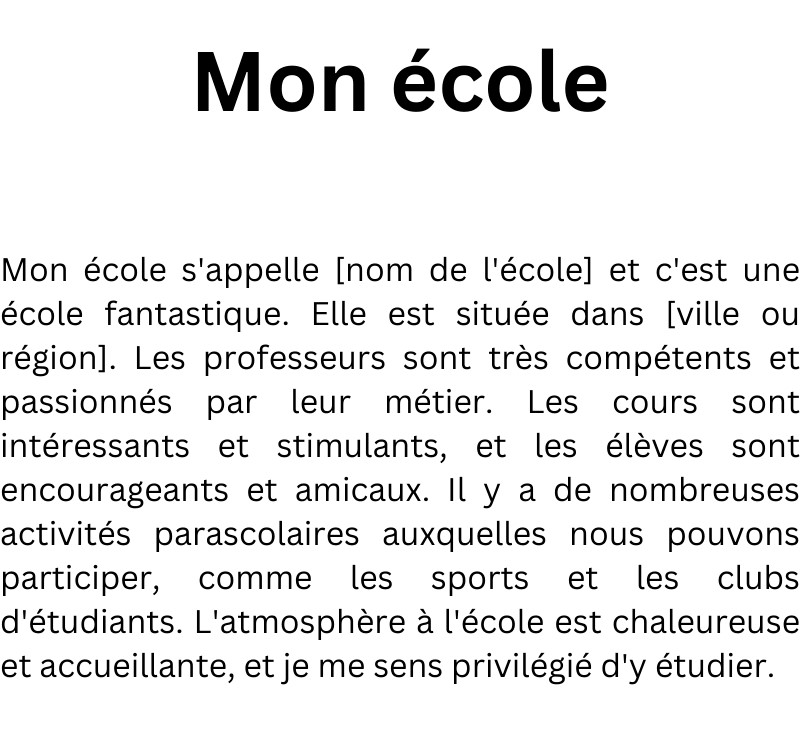 Mon école
Mon école s'appelle [nom de l'école] et c'est une
école fantastique. Elle est située dans [ville ou
région]. Les professeurs sont très compétents et
passionnés par leur métier. Les cours sont
intéressants et stimulants, et les élèves sont
encourageants et amicaux. Il y a de nombreuses
activités parascolaires auxquelles nous pouvons
participer, comme les sports et les clubs
d'étudiants. L'atmosphère à l'école est chaleureuse
et accueillante, et je me sens privilégié d'y étudier.